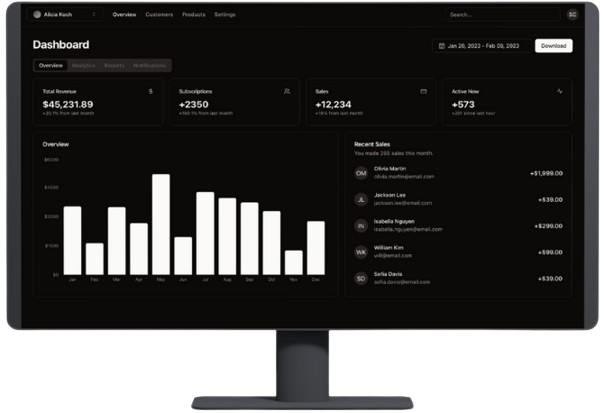 Alicia Koch
Overview Customers Products Settings
Search...
SC
Dashboard
Jan 20, 2023 - Feb 09, 2023
Download
Overview Analytics Reports Notifications
Total Revenue
$
$45,231.89
+20.1% from last month
Subscriptions
+2350
+180.1% from last month
Sales
+12,234
+19% from last month
Active Now
+573
+201 since last hour
Overview
$6000
$4500
$3000
$1500
$0
Jan Feb Mar Apr May Jun Jul Aug Sep Oct Nov Dec
Recent Sales
You made 265 sales this month.
OM
Olivia Martin
olivia.martin@email.com
+$1,999.00
JL
Jackson Lee
jackson.lee@email.com
+$39.00
IN
Isabella Nguyen
isabella.nguyen@email.com
+$299.00
WK
William Kim
will@email.com
+$99.00
SD
Sofia Davis
sofia.davis@email.com
+$39.00